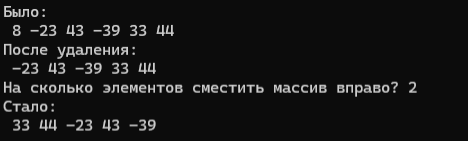 Было:
8 -23 43 -39 33 44
После удаления:
-23 43 -39 33 44
На сколько элементов сместить массив вправо? 2
Стало:
33 44 -23 43 -39